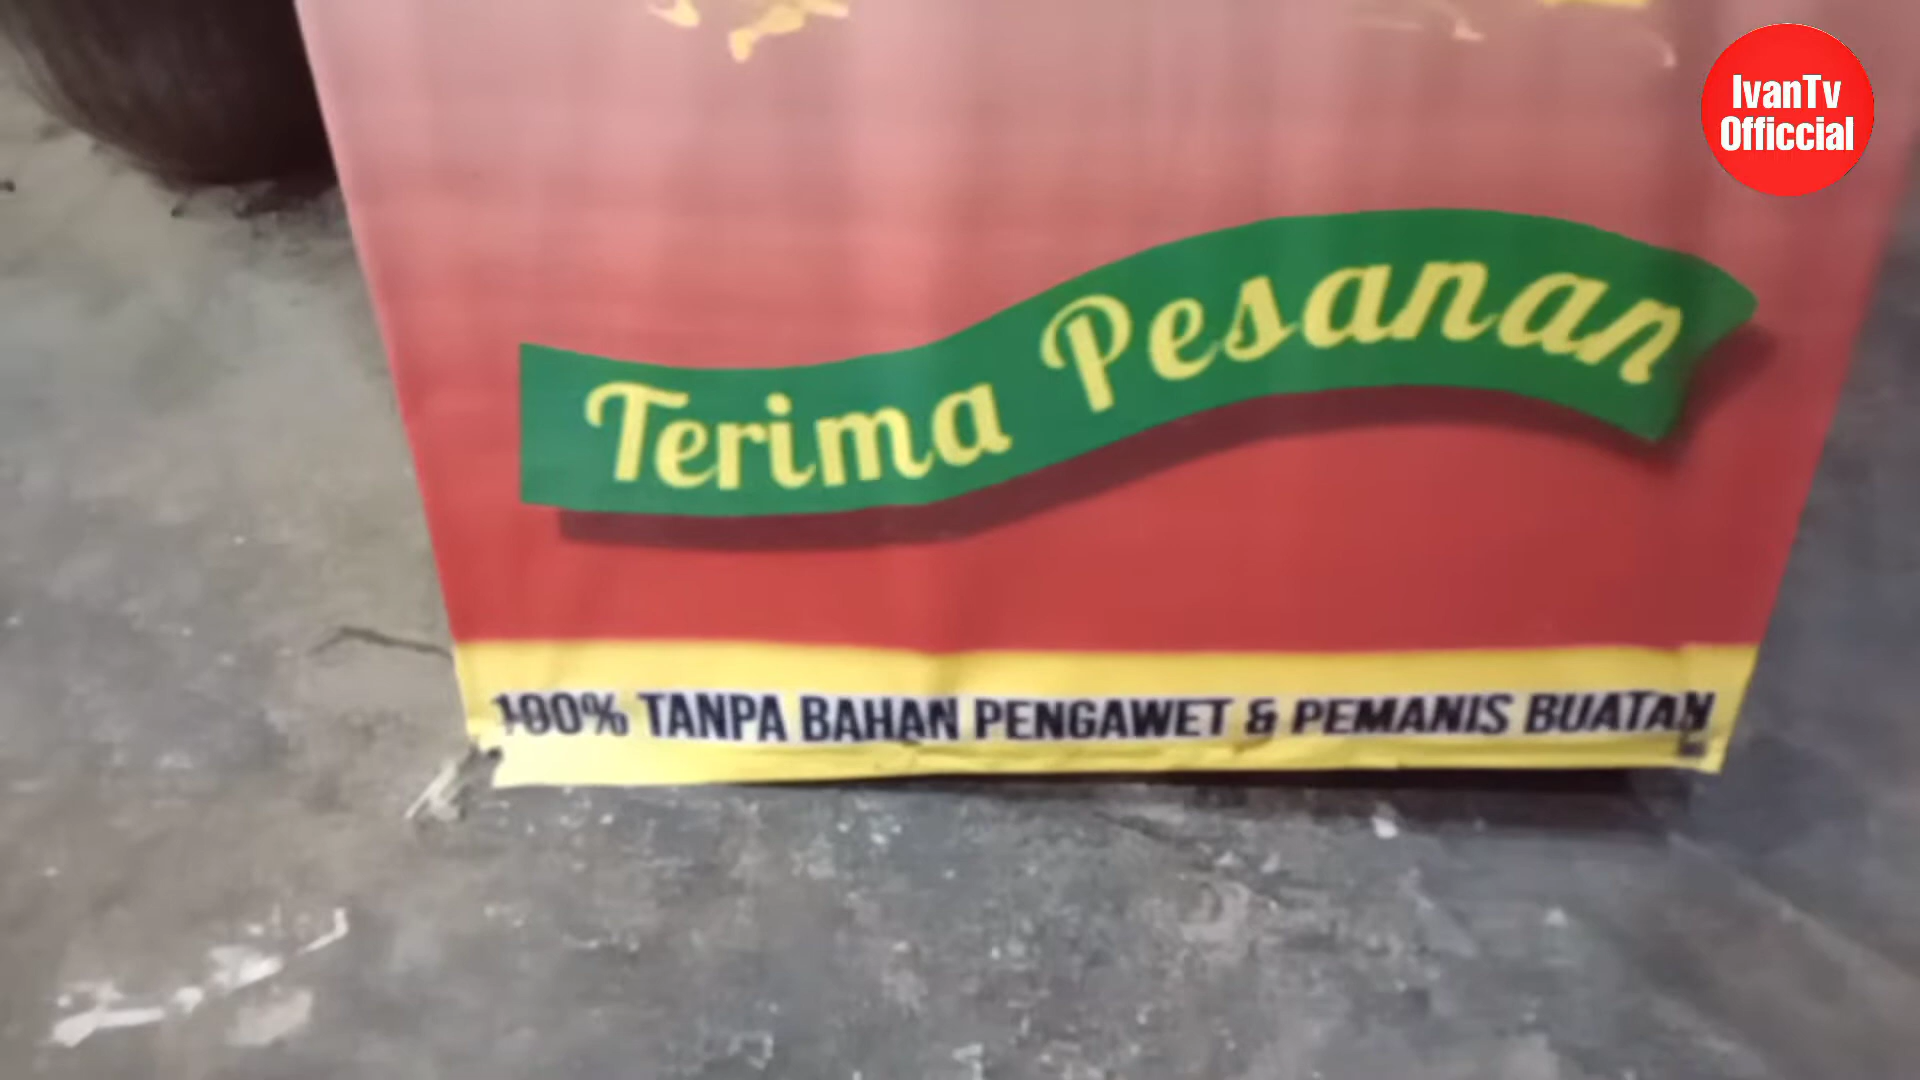 IvanTv
Officcial
Terima Pesanan
100% TANPA BAHAN PENGAWET & PEMANIS BUATAN